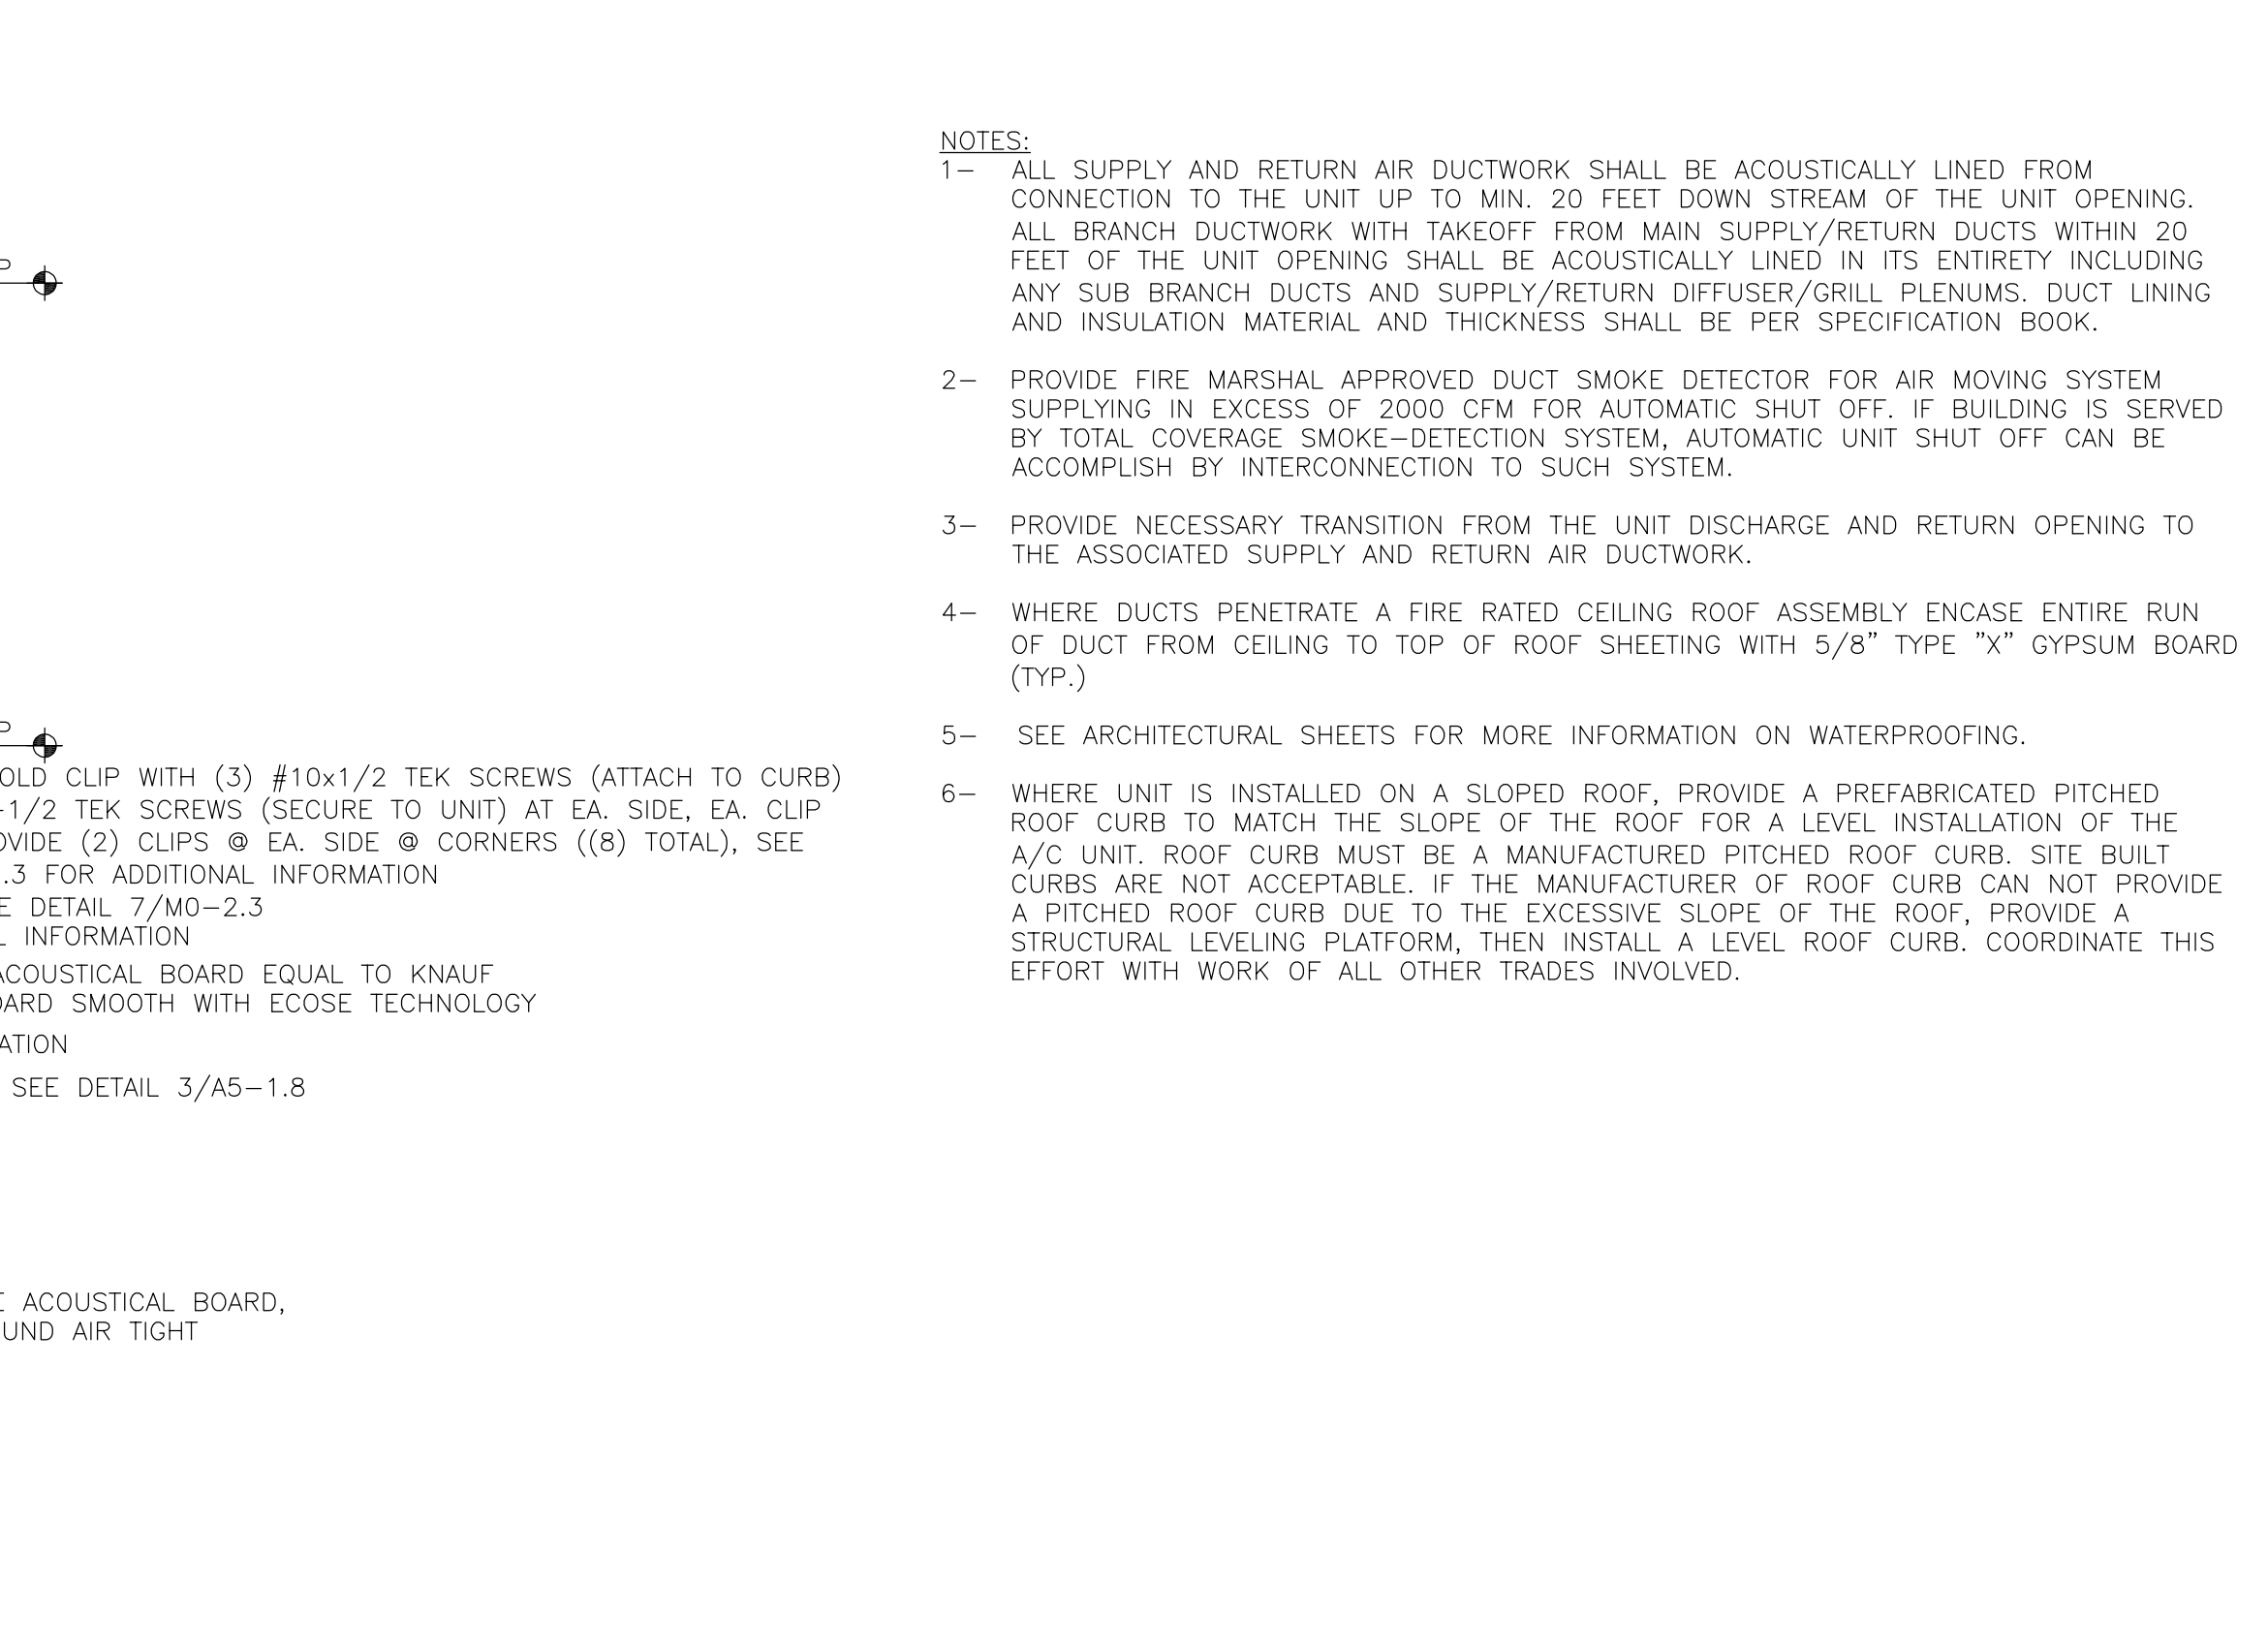 P
P
OLD CLIP WITH (3) #10x1/2 TEK SCREWS (ATTACH TO CURB)
-1/2 TEK SCREWS (SECURE TO UNIT) AT EA. SIDE, EA. CLIP
OVIDE (2) CLIPS @ EA. SIDE @ CORNERS ((8) TOTAL), SEE
.3 FOR ADDITIONAL INFORMATION
E DETAIL 7/M0-2.3
L INFORMATION
ACOUSTICAL BOARD EQUAL TO KNAUF
OARD SMOOTH WITH ECOSE TECHNOLOGY
ATION
SEE DETAIL 3/A5-1.8
E ACOUSTICAL BOARD,
UND AIR TIGHT
NOTES:
1- ALL SUPPLY AND RETURN AIR DUCTWORK SHALL BE ACOUSTICALLY LINED FROM
CONNECTION TO THE UNIT UP TO MIN. 20 FEET DOWN STREAM OF THE UNIT OPENING.
ALL BRANCH DUCTWORK WITH TAKEOFF FROM MAIN SUPPLY/RETURN DUCTS WITHIN 20
FEET OF THE UNIT OPENING SHALL BE ACOUSTICALLY LINED IN ITS ENTIRETY INCLUDING
ANY SUB BRANCH DUCTS AND SUPPLY/RETURN DIFFUSER/GRILL PLENUMS. DUCT LINING
AND INSULATION MATERIAL AND THICKNESS SHALL BE PER SPECIFICATION BOOK.
2- PROVIDE FIRE MARSHAL APPROVED DUCT SMOKE DETECTOR FOR AIR MOVING SYSTEM
SUPPLYING IN EXCESS OF 2000 CFM FOR AUTOMATIC SHUT OFF. IF BUILDING IS SERVED
BY TOTAL COVERAGE SMOKE-DETECTION SYSTEM, AUTOMATIC UNIT SHUT OFF CAN BE
ACCOMPLISH BY INTERCONNECTION TO SUCH SYSTEM.
3- PROVIDE NECESSARY TRANSITION FROM THE UNIT DISCHARGE AND RETURN OPENING TO
THE ASSOCIATED SUPPLY AND RETURN AIR DUCTWORK.
4- WHERE DUCTS PENETRATE A FIRE RATED CEILING ROOF ASSEMBLY ENCASE ENTIRE RUN
OF DUCT FROM CEILING TO TOP OF ROOF SHEETING WITH 5/8" TYPE "X" GYPSUM BOARD
(TYP.)
5- SEE ARCHITECTURAL SHEETS FOR MORE INFORMATION ON WATERPROOFING.
6- WHERE UNIT IS INSTALLED ON A SLOPED ROOF, PROVIDE A PREFABRICATED PITCHED
ROOF CURB TO MATCH THE SLOPE OF THE ROOF FOR A LEVEL INSTALLATION OF THE
A/C UNIT. ROOF CURB MUST BE A MANUFACTURED PITCHED ROOF CURB. SITE BUILT
CURBS ARE NOT ACCEPTABLE. IF THE MANUFACTURER OF ROOF CURB CAN NOT PROVIDE
A PITCHED ROOF CURB DUE TO THE EXCESSIVE SLOPE OF THE ROOF, PROVIDE A
STRUCTURAL LEVELING PLATFORM, THEN INSTALL A LEVEL ROOF CURB. COORDINATE THIS
EFFORT WITH WORK OF ALL OTHER TRADES INVOLVED.